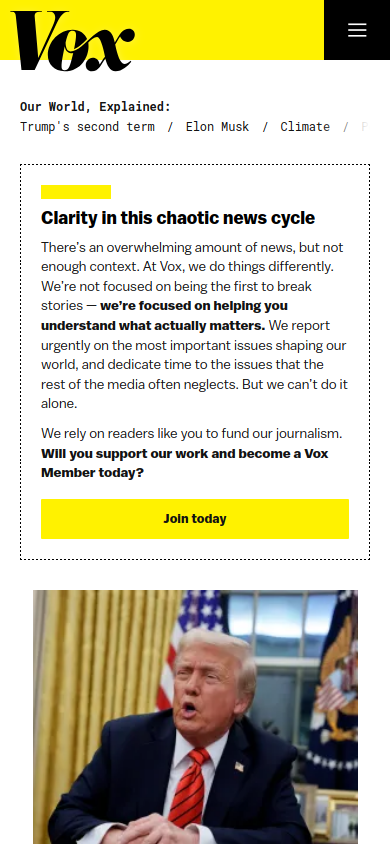 Vox
Our World, Explained:
Trump's second term / Elon Musk / Climate /
Clarity in this chaotic news cycle
There's an overwhelming amount of news, but not
enough context. At Vox, we do things differently.
We're not focused on being the first to break
stories — we're focused on helping you
understand what actually matters. We report
urgently on the most important issues shaping our
world, and dedicate time to the issues that the
rest of the media often neglects. But we can't do it
alone.
We rely on readers like you to fund our journalism.
Will you support our work and become a Vox
Member today?
Join today